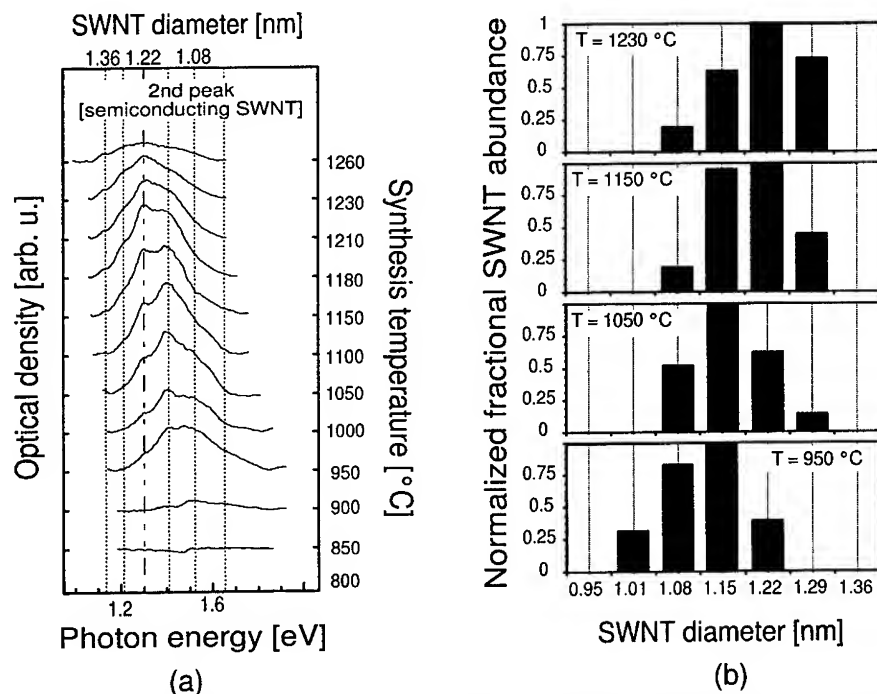 SWNT diameter [nm]
1.36 1.22 1.08
2nd peak
[semiconducting SWNT]
1260
1230
1210
1180
1150
1100
1050
1000
950
900
850
800
Optical density [arb. u.]
Synthesis temperature [°C]
1.2 1.6
Photon energy [eV]
(a)
Normalized fractional SWNT abundance
1
0.75
0.5
0.25
0
T = 1230 °C
0.75
0.5
0.25
0
T = 1150 °C
0.75
0.5
0.25
0
T = 1050 °C
0.75
0.5
0.25
0
T = 950 °C
0.95 1.01 1.08 1.15 1.22 1.29 1.36
SWNT diameter [nm]
(b)